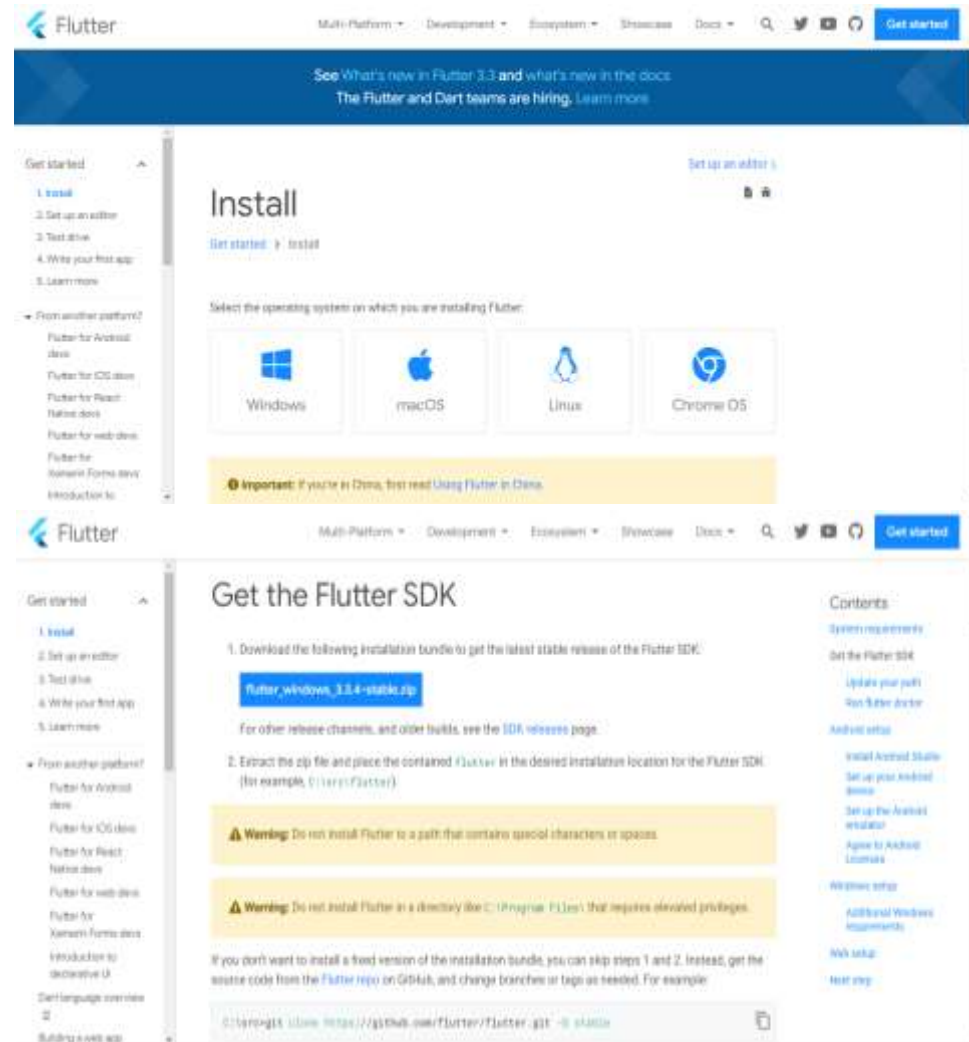 Flutter
Multi-Platform Development Ecosystem Showcase Docs Get started
See What's new in Flutter 3.3 and what's new in the docs
The Flutter and Dart teams are hiring. Learn more
Get started
1. Install
2. Set up an editor
3. Test drive
4. Write your first app
5. Learn more
From another platform?
Flutter for Android
devs
Flutter for iOS devs
Flutter for React
Native devs
Flutter for web devs
Flutter for
Xamarin.Forms devs
Introduction to
Set up an editor
Install
Get started Install
Select the operating system on which you are installing Flutter:
Windows macOS Linux Chrome OS
Important: If you're in China, first read Using Flutter in China.
Flutter
Multi-Platform Development Ecosystem Showcase Docs Get started
Get started
1. Install
2. Set up an editor
3. Test drive
4. Write your first app
5. Learn more
From another platform?
Flutter for Android
devs
Flutter for iOS devs
Flutter for React
Native devs
Flutter for web devs
Flutter for
Xamarin.Forms devs
Introduction to
declarative UI
Dart language overview
Building a web app
Get the Flutter SDK
1. Download the following installation bundle to get the latest stable release of the Flutter SDK:
flutter_windows_3.3.4-stable.zip
For other release channels, and older builds, see the SDK releases page.
2. Extract the zip file and place the contained flutter in the desired installation location for the Flutter SDK
(for example, C:\src\flutter).
Warning: Do not install Flutter to a path that contains special characters or spaces.
Warning: Do not install Flutter in a directory like C:\Program Files\ that requires elevated privileges.
If you don't want to install a fixed version of the installation bundle, you can skip steps 1 and 2. Instead, get the
source code from the Flutter repo on GitHub, and change branches or tags as needed. For example:
C:\src>git clone https://github.com/flutter/flutter.git -b stable
Contents
System requirements
Get the Flutter SDK
Update your path
Run flutter doctor
Android setup
Install Android Studio
Set up your Android
device
Set up the Android
emulator
Agree to Android
Licenses
Windows setup
Additional Windows
requirements
Web setup
Next step